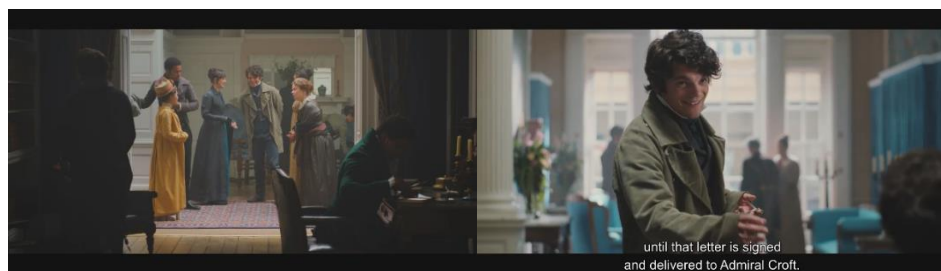 until that letter is signed
and delivered to Admiral Croft.